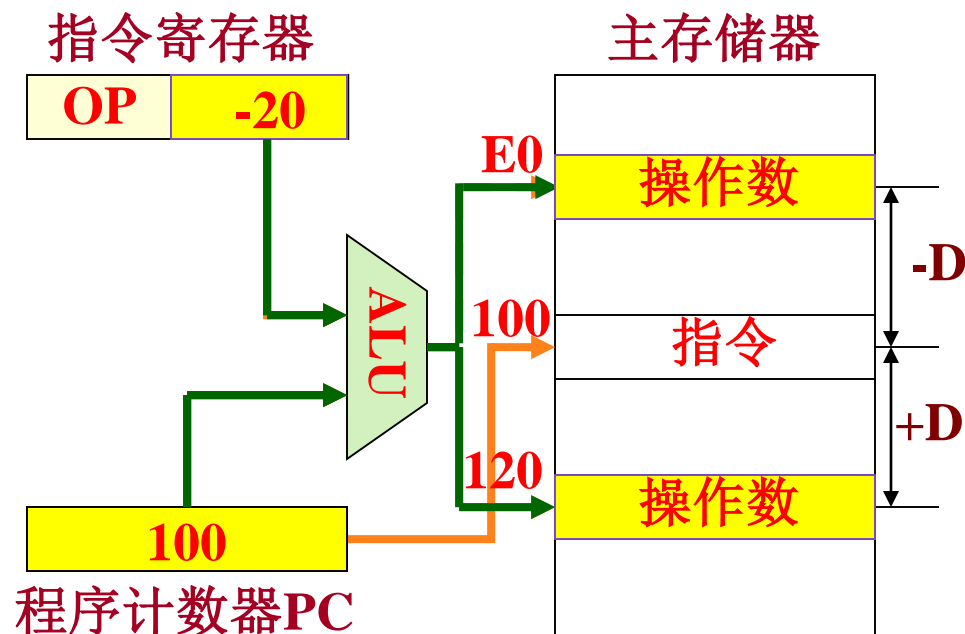 指令寄存器
主存储器
OP
-20
E0
操作数
-D
ALU
100
指令
+D
120
操作数
100
程序计数器PC